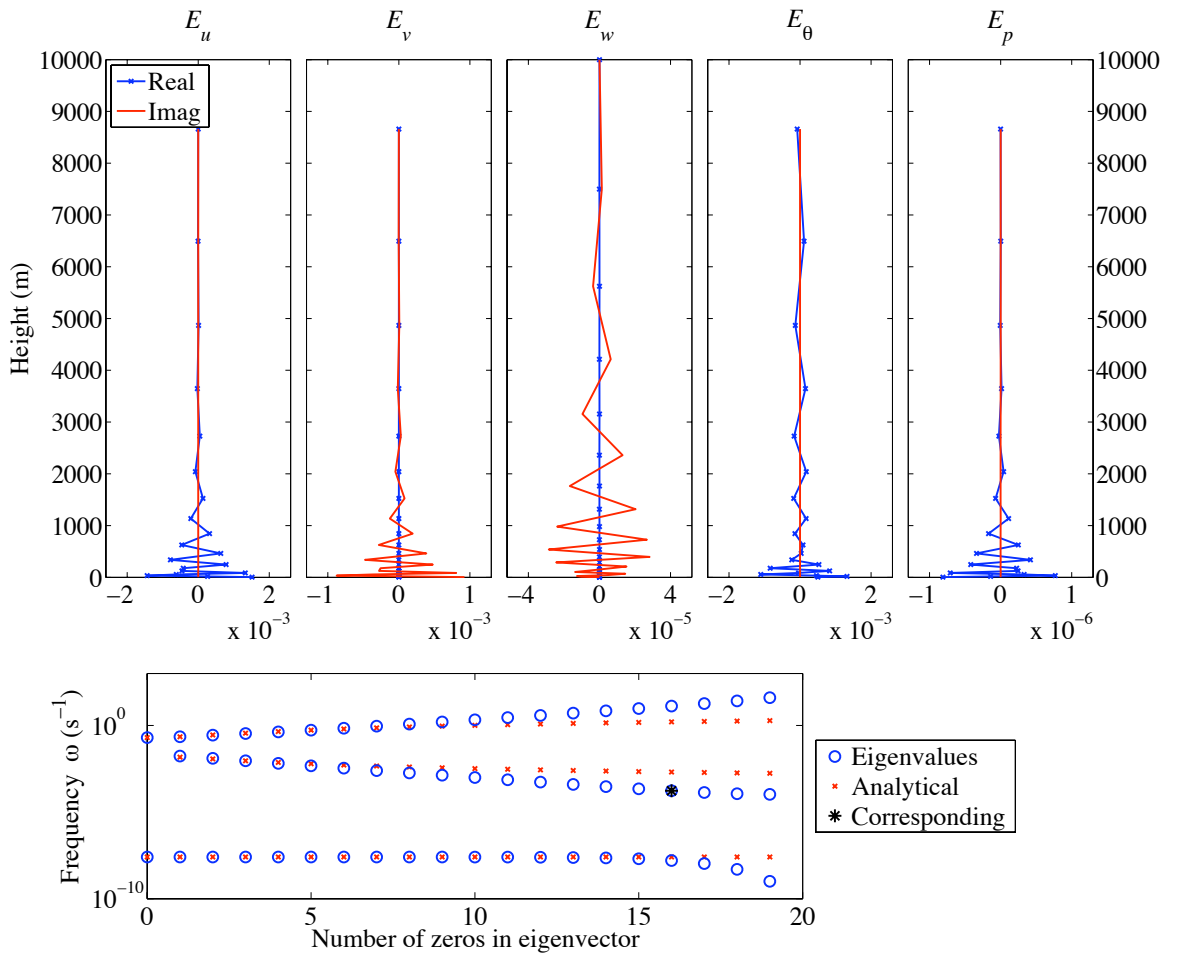 E_u E_v E_w E_θ E_p
10000 10000
Real
Imag
9000 9000
8000 8000
7000 7000
6000 6000
5000 5000
4000 4000
3000 3000
2000 2000
1000 1000
0 0
Height (m)
−2 0 2 −1 0 1 −4 0 4 −2 0 2 −1 0 1
x 10^−3 x 10^−3 x 10^−5 x 10^−3 x 10^−6
Frequency ω (s^−1)
10^0
10^−10
0 5 10 15 20
Number of zeros in eigenvector
Eigenvalues
Analytical
Corresponding